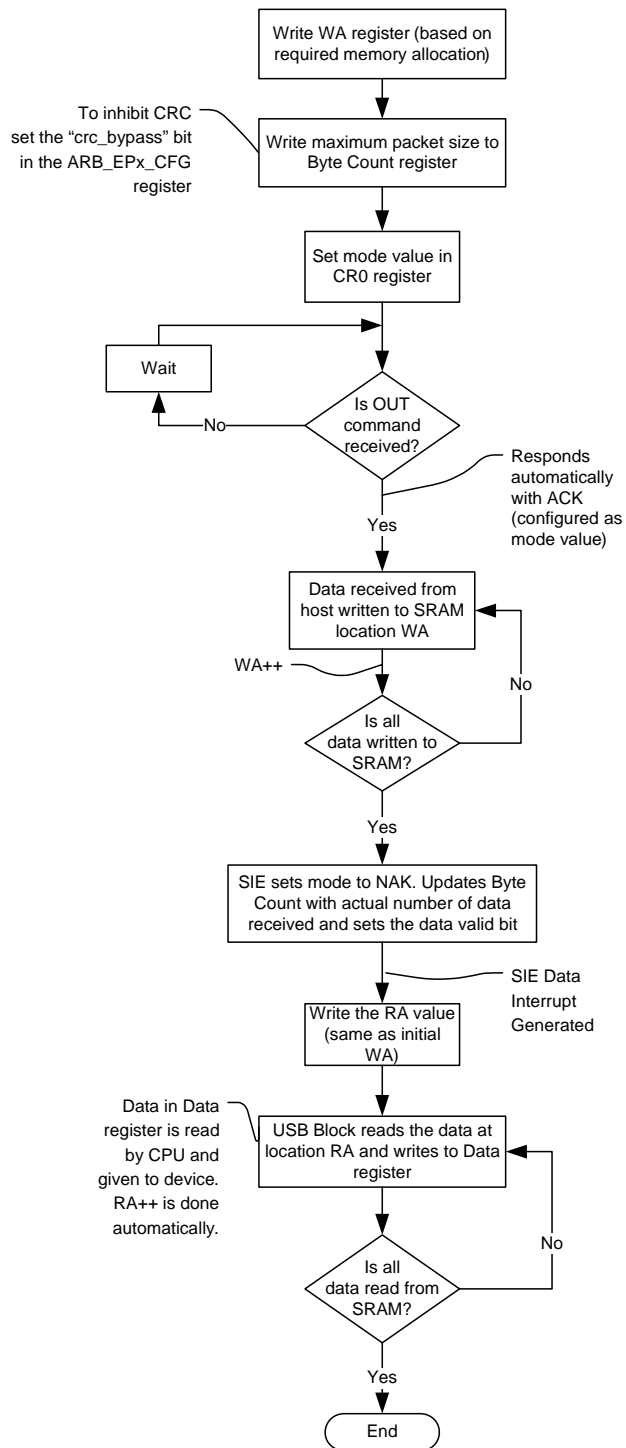 Write WA register (based on
required memory allocation)
To inhibit CRC
set the “crc_bypass” bit
in the ARB_EPx_CFG
register
Write maximum packet size to
Byte Count register
Set mode value in
CR0 register
Wait
No
Is OUT
command
received?
Responds
automatically
with ACK
(configured as
mode value)
Yes
Data received from
host written to SRAM
location WA
WA++
No
Is all
data written to
SRAM?
Yes
SIE sets mode to NAK. Updates Byte
Count with actual number of data
received and sets the data valid bit
SIE Data
Interrupt
Generated
Write the RA value
(same as initial
WA)
Data in Data
register is read
by CPU and
given to device.
RA++ is done
automatically.
USB Block reads the data at
location RA and writes to Data
register
No
Is all
data read from
SRAM?
Yes
End